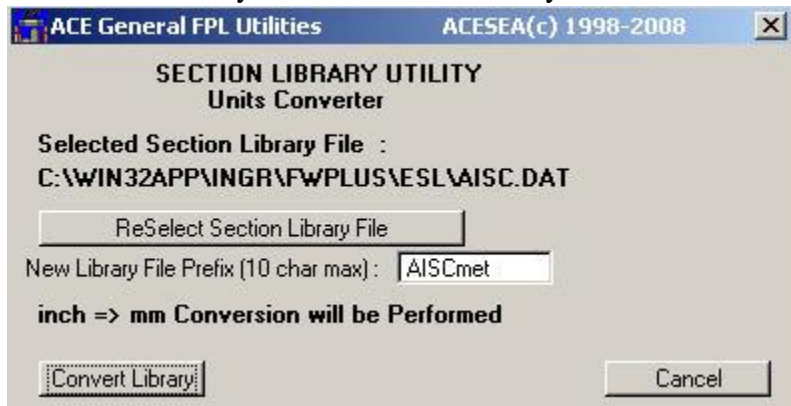 ACE General FPL Utilities ACESEA(c) 1998-2008
SECTION LIBRARY UTILITY
Units Converter
Selected Section Library File :
C:\WIN32APP\INGR\FWPLUS\ESL\AISC.DAT
ReSelect Section Library File
New Library File Prefix (10 char max) : AISCmet
inch => mm Conversion will be Performed
Convert Library Cancel